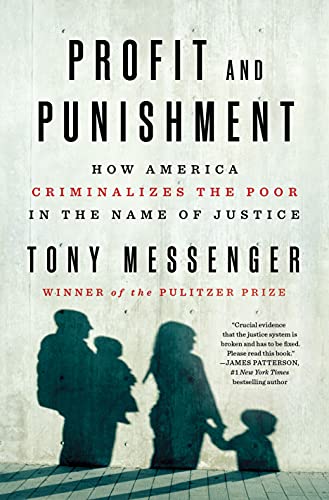 PROFIT AND
PUNISHMENT
HOW AMERICA
CRIMINALIZES THE POOR
IN THE NAME OF JUSTICE
TONY MESSENGER
WINNER of the PULITZER PRIZE
"Crucial evidence
that the justice system is
broken and has to be fixed.
Please read this book."
—JAMES PATTERSON,
#1 New York Times
bestselling author